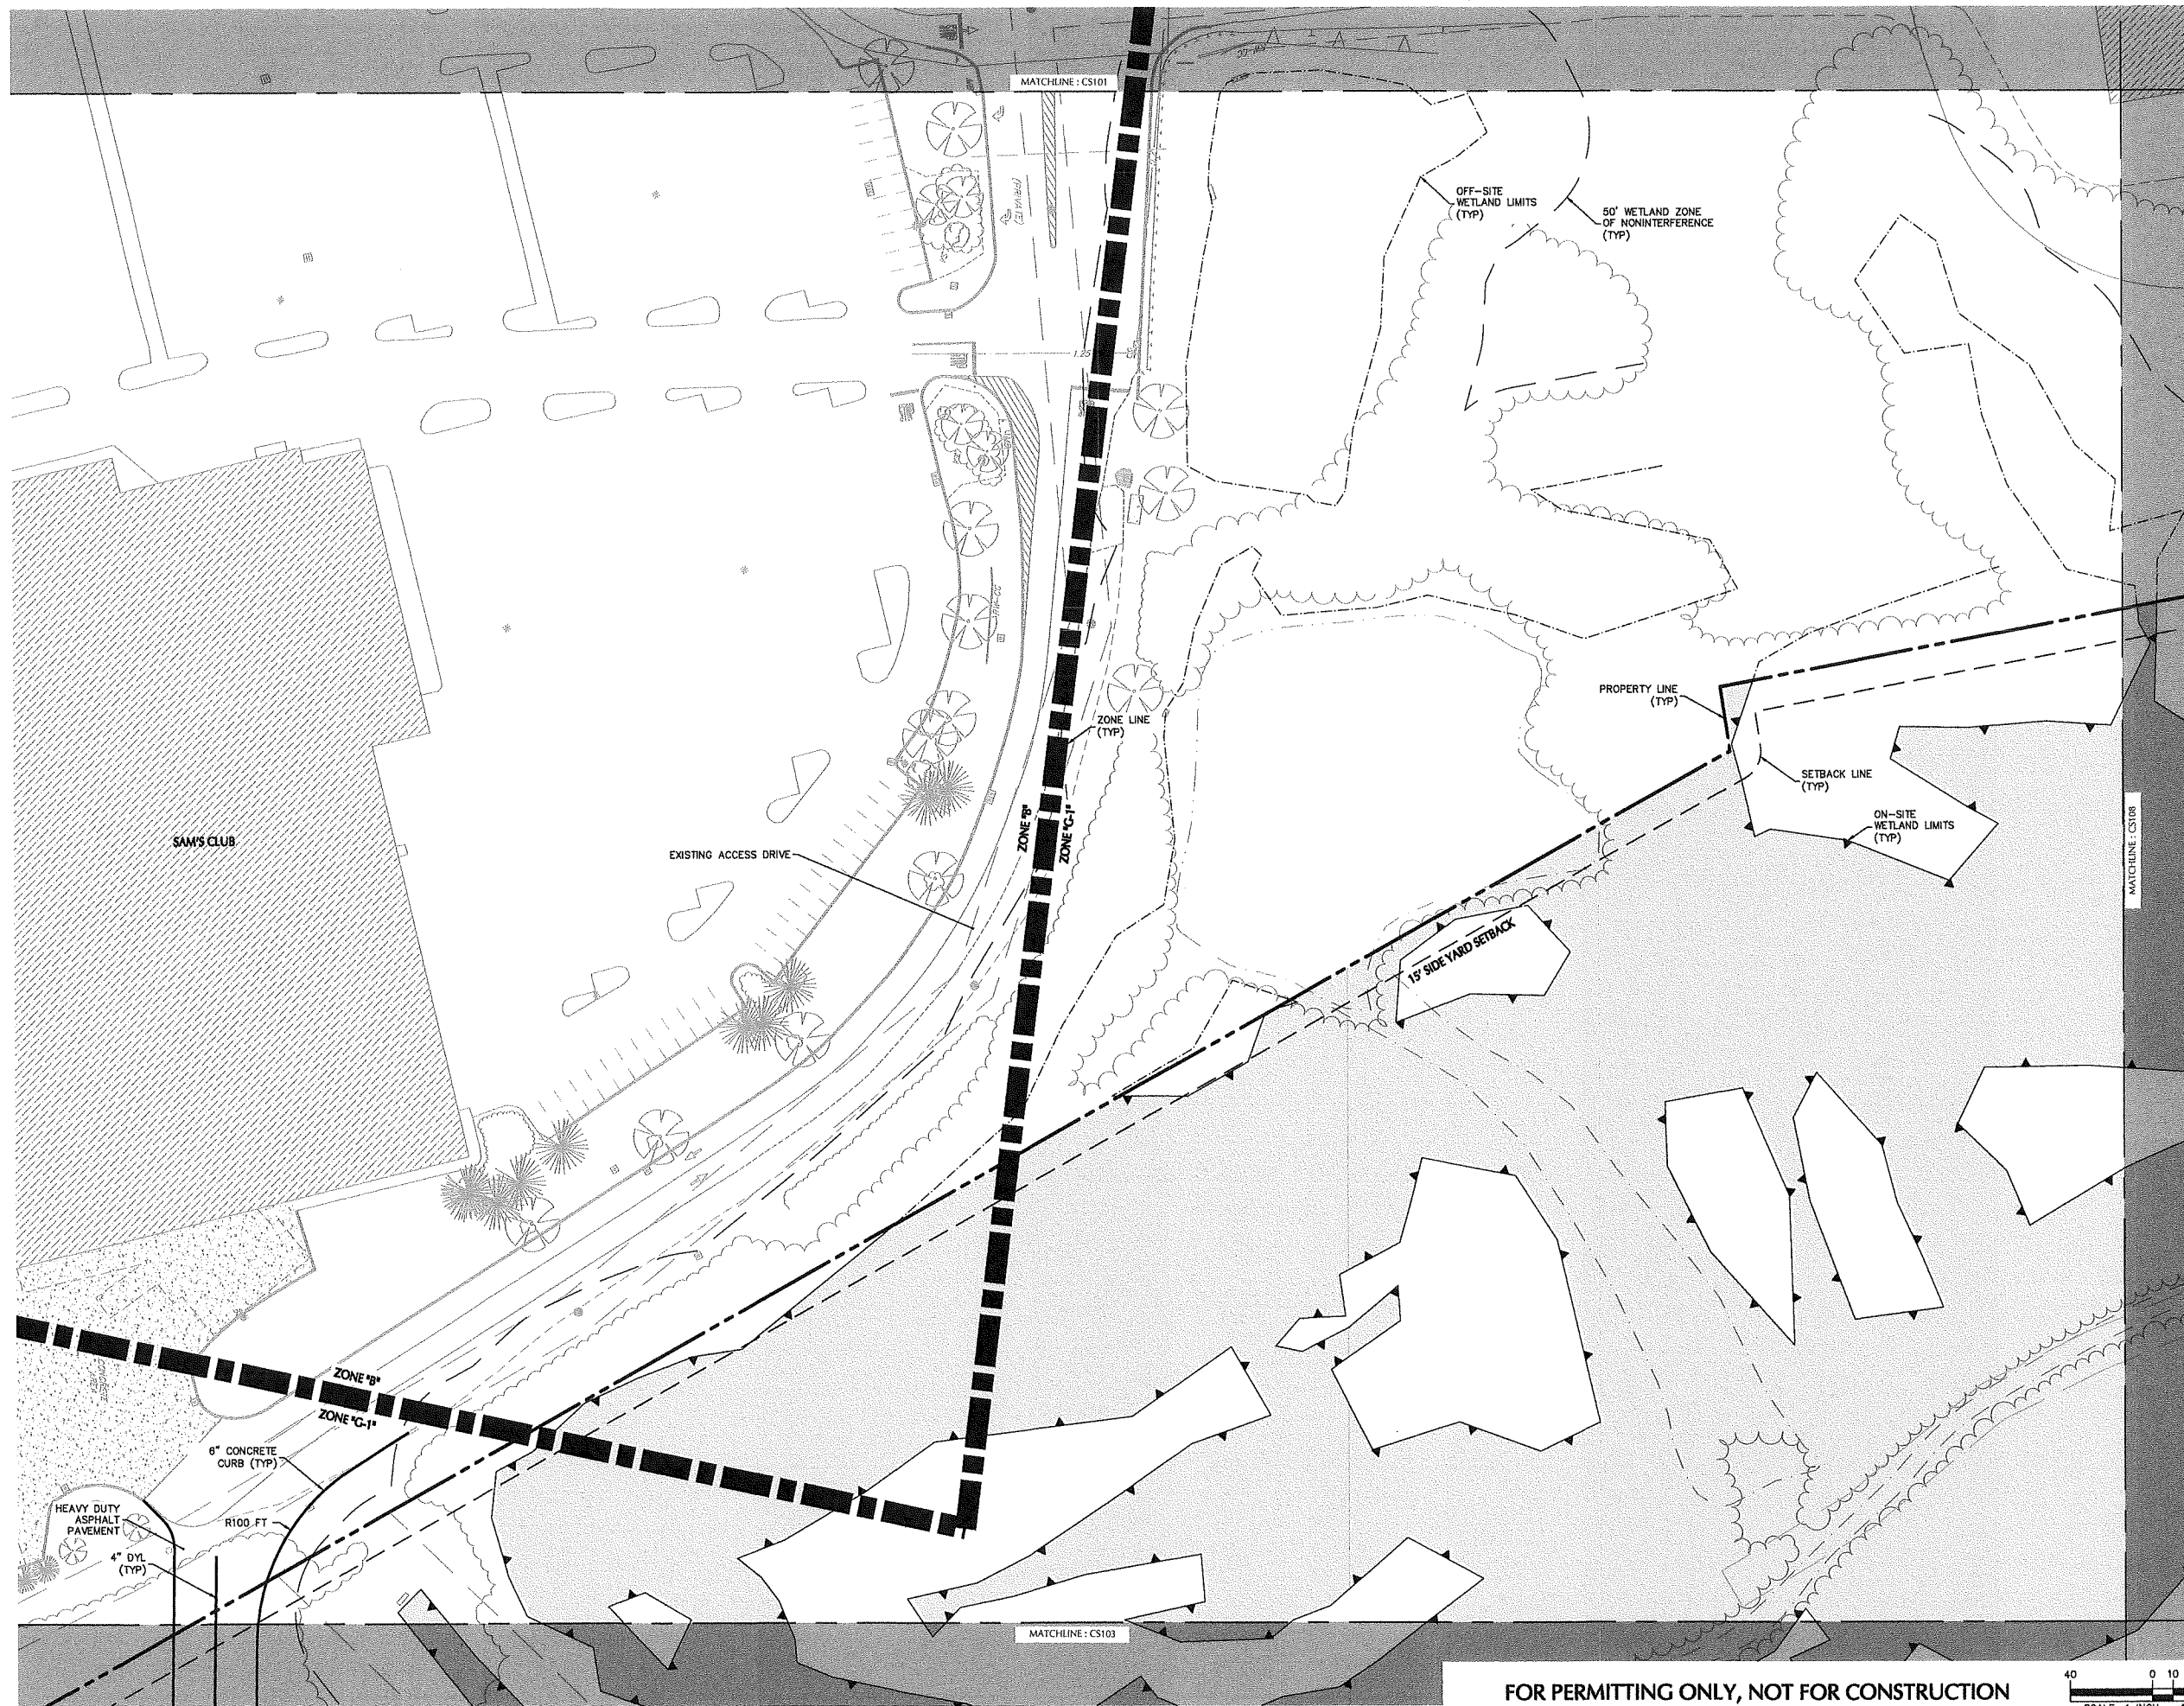 MATCHLINE : CS101
(PRIVATE)
OFF-SITE
WETLAND LIMITS
(TYP)
50' WETLAND ZONE
OF NONINTERFERENCE
(TYP)
1.25
PROPERTY LINE
(TYP)
ZONE LINE
(TYP)
SETBACK LINE
(TYP)
ON-SITE
WETLAND LIMITS
(TYP)
MATCHLINE : CS108
ZONE "B"
ZONE "G-1"
SAM'S CLUB
EXISTING ACCESS DRIVE
15' SIDE YARD SETBACK
ZONE "B"
ZONE "G-1"
6" CONCRETE
CURB (TYP)
HEAVY DUTY
ASPHALT
PAVEMENT
R100 FT
4" DYL
(TYP)
MATCHLINE : CS103
FOR PERMITTING ONLY, NOT FOR CONSTRUCTION
40 0 10